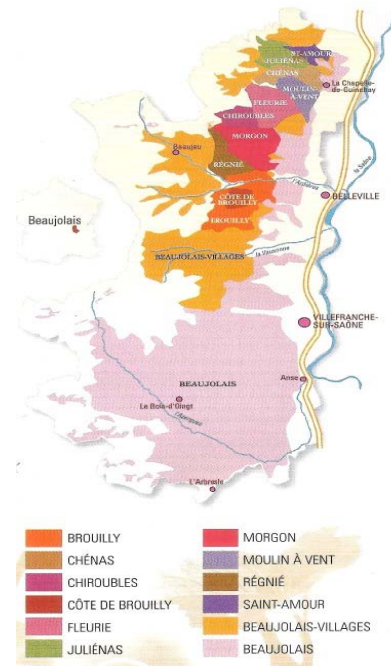 ST-AMOUR
JULIÉNAS
CHÉNAS
La Chapelle-
de-Guinchay
MOULIN
À VENT
FLEURIE
CHIROUBLES
MORGON
Beaujeu
RÉGNIÉ
la Saône
l'Ardières
BELLEVILLE
CÔTE DE
BROUILLY
BROUILLY
Beaujolais
BEAUJOLAIS-VILLAGES
la Vauxonne
VILLEFRANCHE-
SUR-SAÔNE
BEAUJOLAIS
Anse
Le Bois-d'Oingt
l'Azergues
L'Arbresle
BROUILLY
CHÉNAS
CHIROUBLES
CÔTE DE BROUILLY
FLEURIE
JULIÉNAS
MORGON
MOULIN À VENT
RÉGNIÉ
SAINT-AMOUR
BEAUJOLAIS-VILLAGES
BEAUJOLAIS